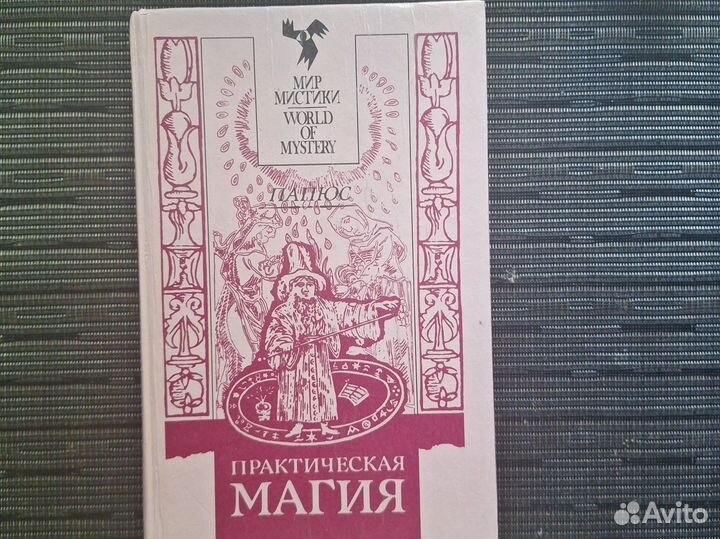 МИР
МИСТИКИ
WORLD
OF
MYSTERY
ПАПЮС
ПРАКТИЧЕСКАЯ
МАГИЯ
Avito